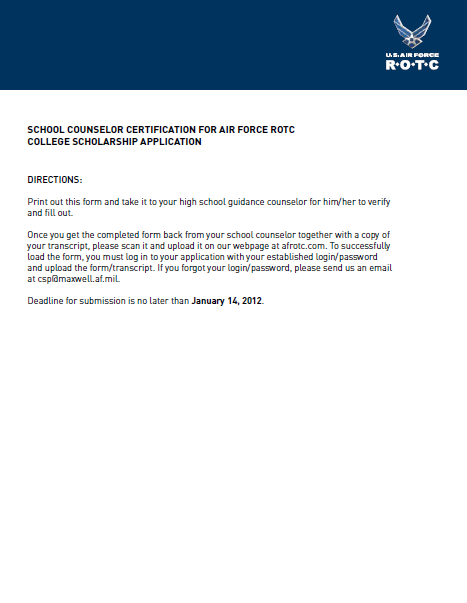 U.S. AIR FORCE
R•O•T•C
SCHOOL COUNSELOR CERTIFICATION FOR AIR FORCE ROTC
COLLEGE SCHOLARSHIP APPLICATION
DIRECTIONS:
Print out this form and take it to your high school guidance counselor for him/her to verify
and fill out.
Once you get the completed form back from your school counselor together with a copy of
your transcript, please scan it and upload it on our webpage at afrotc.com. To successfully
load the form, you must log in to your application with your established login/password
and upload the form/transcript. If you forgot your login/password, please send us an email
at csp@maxwell.af.mil.
Deadline for submission is no later than January 14, 2012.